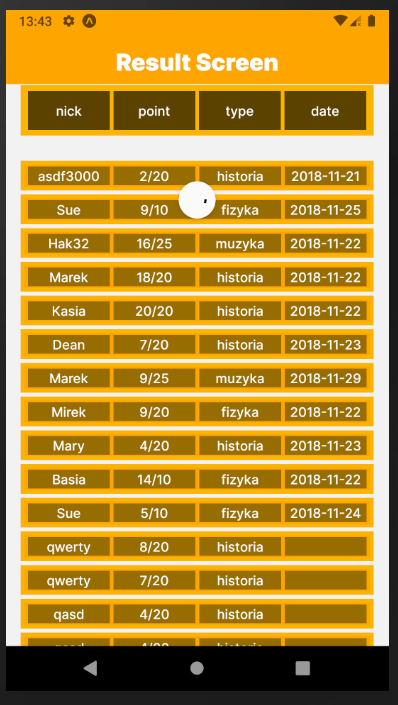 13:43
Result Screen
nick point type date
asdf3000 2/20 historia 2018-11-21
Sue 9/10 fizyka 2018-11-25
Hak32 16/25 muzyka 2018-11-22
Marek 18/20 historia 2018-11-22
Kasia 20/20 historia 2018-11-22
Dean 7/20 historia 2018-11-23
Marek 9/25 muzyka 2018-11-29
Mirek 9/20 fizyka 2018-11-22
Mary 4/20 historia 2018-11-23
Basia 14/10 fizyka 2018-11-22
Sue 5/10 fizyka 2018-11-24
qwerty 8/20 historia
qwerty 7/20 historia
qasd 4/20 historia